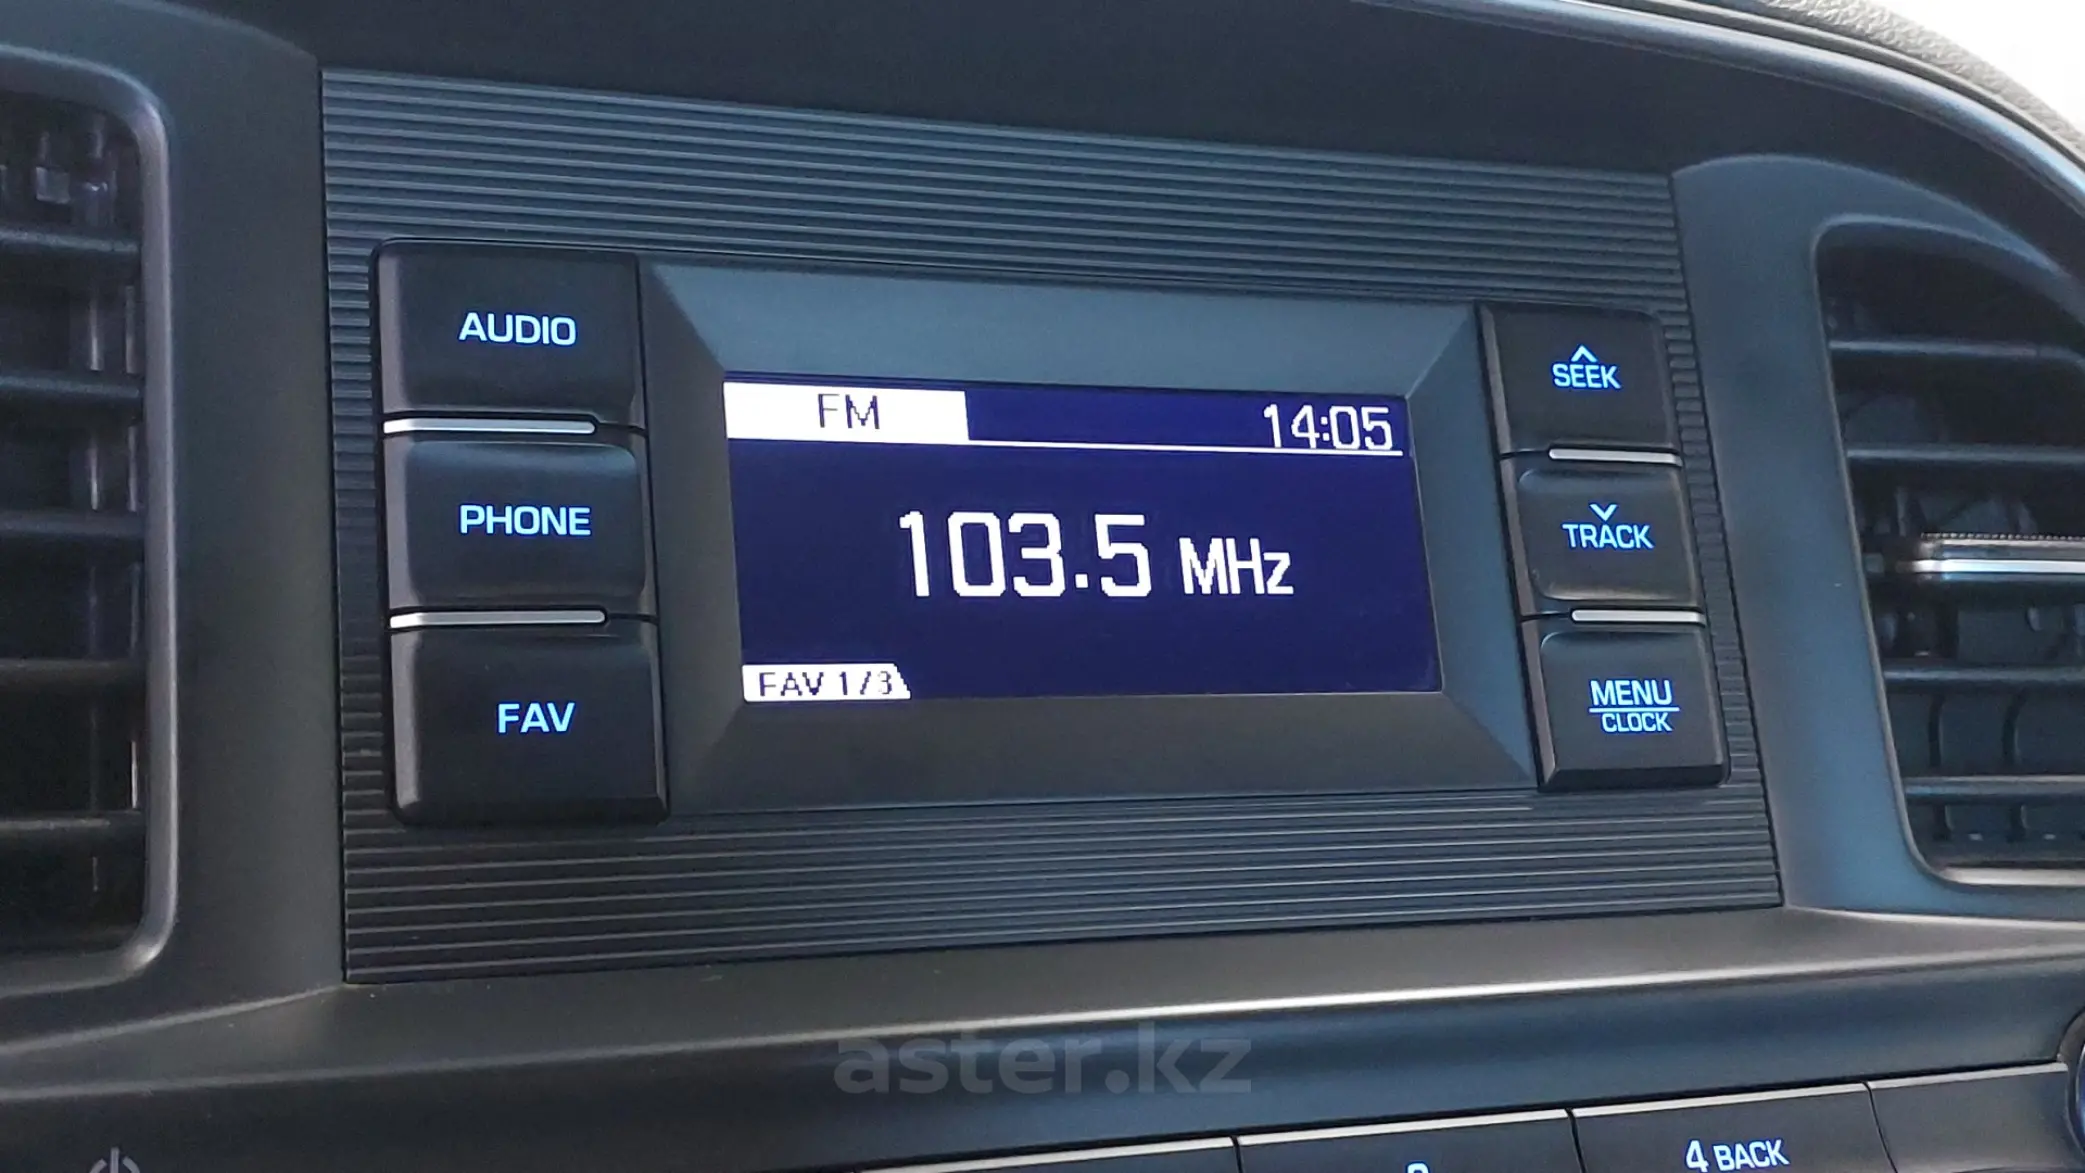 AUDIO
PHONE
FAV
FM 14:05
103.5 MHz
FAV 1/3
SEEK
TRACK
MENU
CLOCK
aster.kz
4 BACK